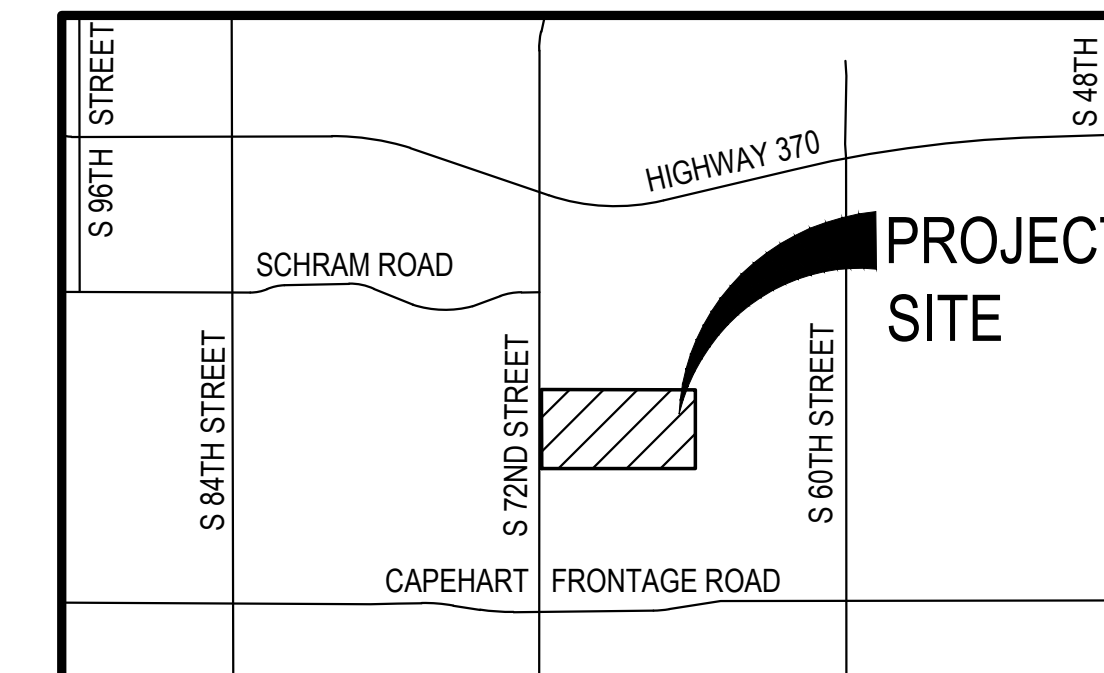 S 96TH STREET
S 48TH
HIGHWAY 370
SCHRAM ROAD
PROJECT
SITE
S 84TH STREET
S 72ND STREET
S 60TH STREET
CAPEHART FRONTAGE ROAD